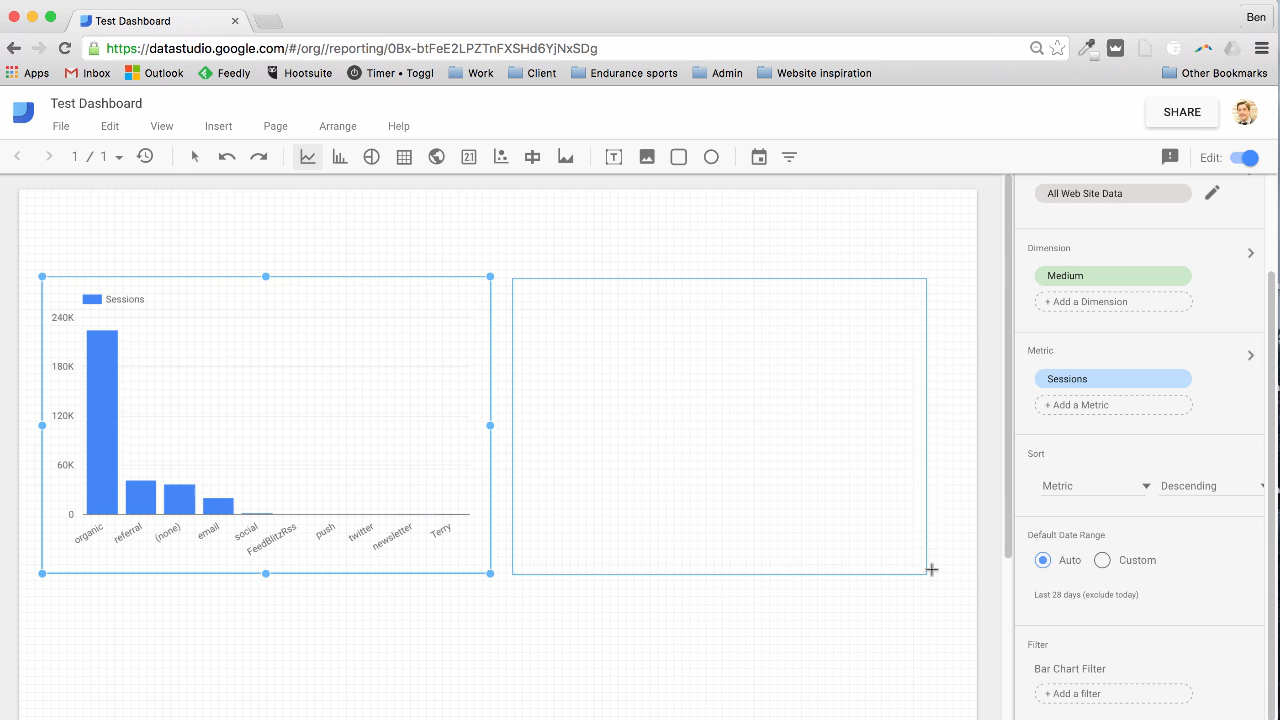 Test Dashboard
Ben
https://datastudio.google.com/#/org//reporting/0Bx-btFeE2LPZTnFXSHd6YjNxSDg
Apps Inbox Outlook Feedly Hootsuite Timer • Toggl Work Client Endurance sports Admin Website inspiration Other Bookmarks
Test Dashboard
SHARE
File Edit View Insert Page Arrange Help
1 / 1
21
T
Edit:
All Web Site Data
Dimension
Medium
+ Add a Dimension
Metric
Sessions
+ Add a Metric
Sort
Metric Descending
Default Date Range
Auto Custom
Last 28 days (exclude today)
Filter
Bar Chart Filter
+ Add a filter
Sessions
240K
180K
120K
60K
0
organic referral (none) email social FeedBlitzRss push twitter newsletter Terry